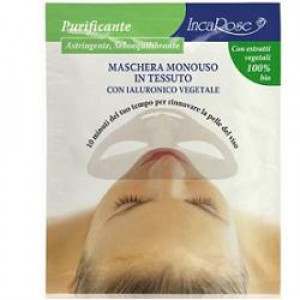 Purificante
IncaRose®
Astringente, Seboequilibrante
Con estratti
vegetali
100%
bio
MASCHERA MONOUSO
IN TESSUTO
CON IALURONICO VEGETALE
10 minuti del tuo tempo per rinnovare la pelle del viso